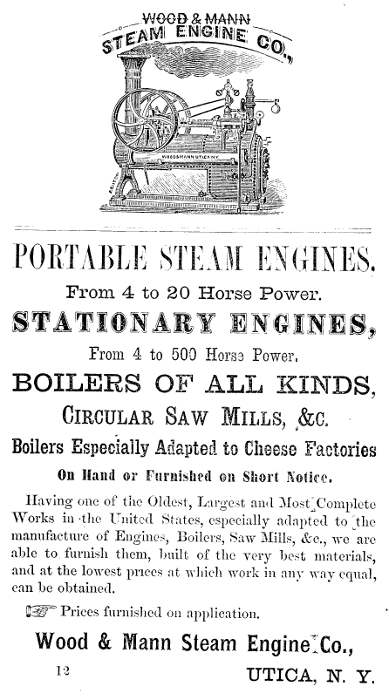 WOOD & MANN
STEAM ENGINE CO.,
WOOD & MANN UTICA N.Y.
PORTABLE STEAM ENGINES.
From 4 to 20 Horse Power.
STATIONARY ENGINES,
From 4 to 500 Horse Power,
BOILERS OF ALL KINDS,
CIRCULAR SAW MILLS, &C.
Boilers Especially Adapted to Cheese Factories
On Hand or Furnished on Short Notice.
Having one of the Oldest, Largest and Most Complete
Works in the United States, especially adapted to the
manufacture of Engines, Boilers, Saw Mills, &c., we are
able to furnish them, built of the very best materials,
and at the lowest prices at which work in any way equal,
can be obtained.
☞ Prices furnished on application.
Wood & Mann Steam Engine Co.,
12 UTICA, N. Y.